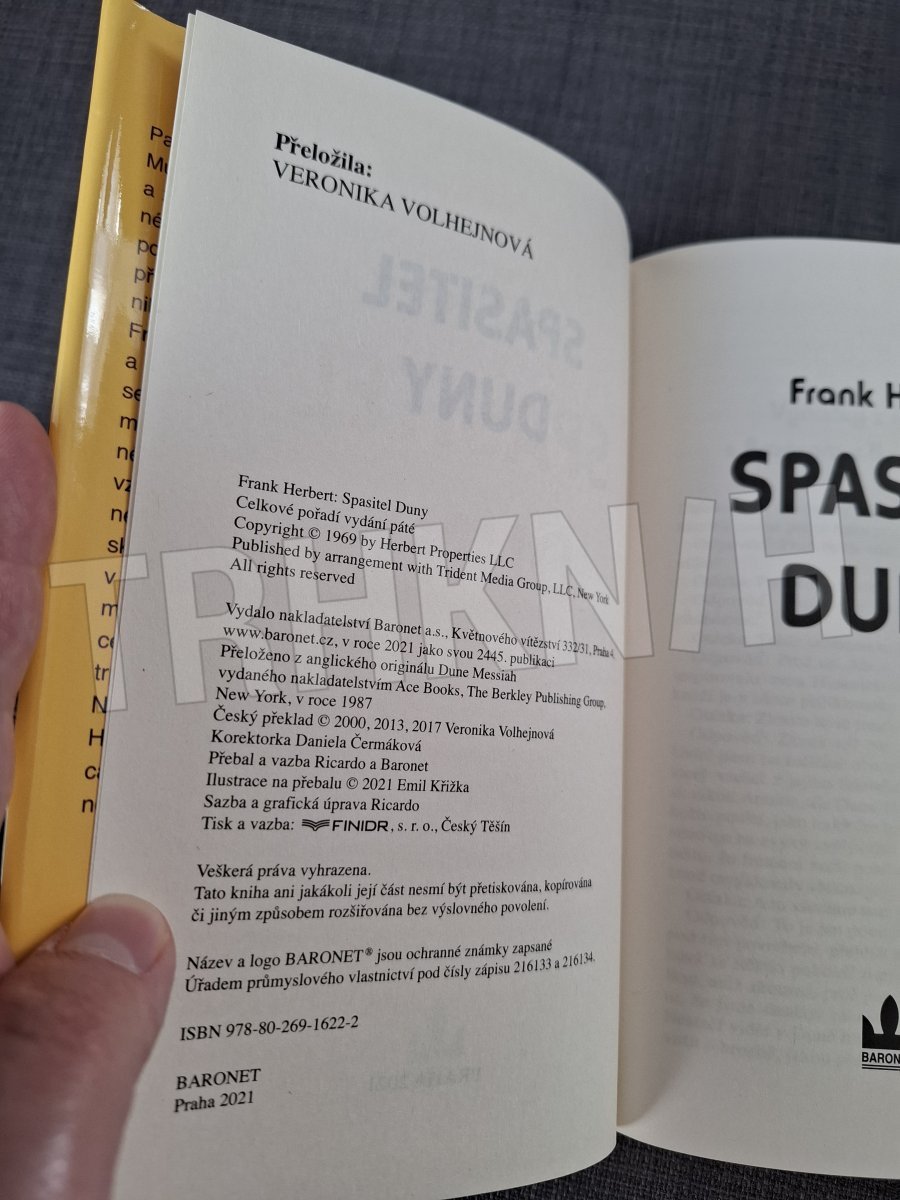 Přeložila:
VERONIKA VOLHEJNOVÁ
SPASITEL
DUNY
Frank Herbert: Spasitel Duny
Celkové pořadí vydání páté
Copyright © 1969 by Herbert Properties LLC
Published by arrangement with Trident Media Group, LLC, New York
All rights reserved
Vydalo nakladatelství Baronet a.s., Květnového vítězství 332/31, Praha 4,
www.baronet.cz, v roce 2021 jako svou 2445. publikaci
Přeloženo z anglického originálu Dune Messiah
vydaného nakladatelstvím Ace Books, The Berkley Publishing Group,
New York, v roce 1987
Český překlad © 2000, 2013, 2017 Veronika Volhejnová
Korektorka Daniela Čermáková
Přebal a vazba Ricardo a Baronet
Ilustrace na přebalu © 2021 Emil Křižka
Sazba a grafická úprava Ricardo
Tisk a vazba: FINIDR, s. r. o., Český Těšín
Veškerá práva vyhrazena.
Tato kniha ani jakákoli její část nesmí být přetiskována, kopírována
či jiným způsobem rozšiřována bez výslovného povolení.
Název a logo BARONET® jsou ochranné známky zapsané
Úřadem průmyslového vlastnictví pod čísly zápisu 216133 a 216134.
ISBN 978-80-269-1622-2
BARONET
Praha 2021
Frank H
SPAS
DU
BARON
TRHKNIH